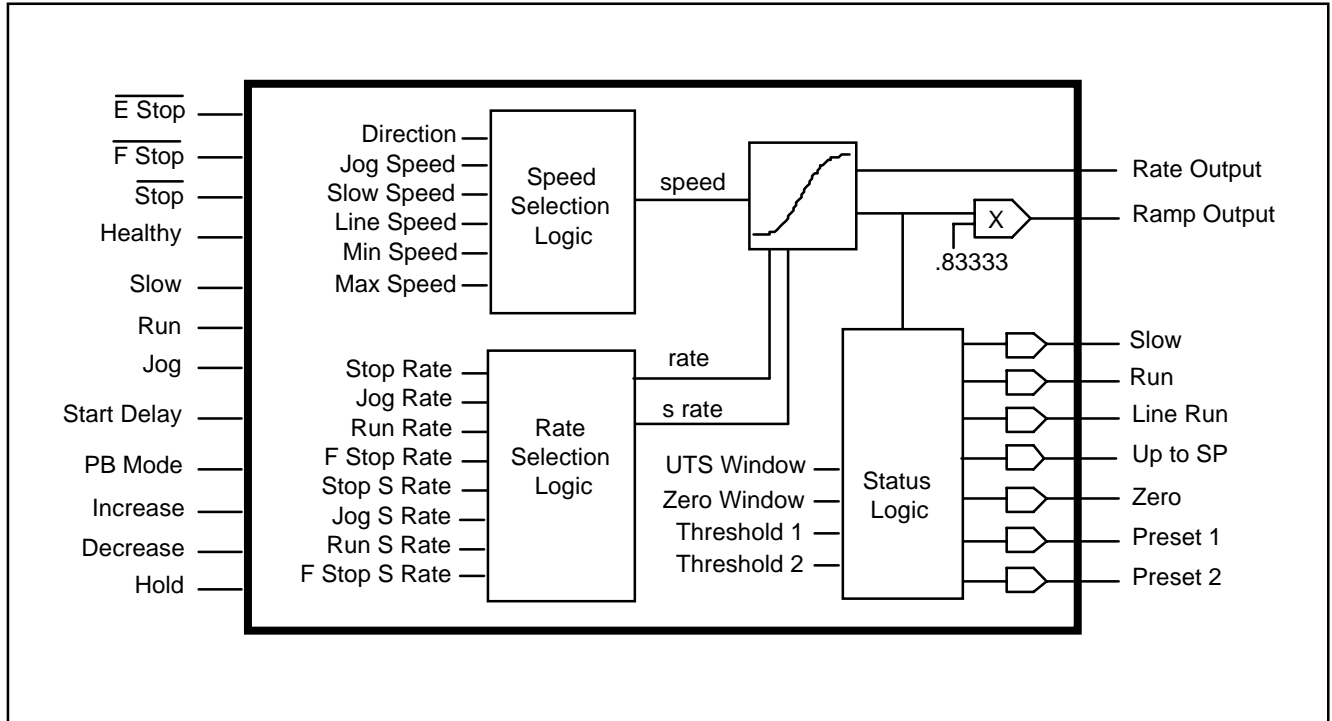 E Stop
F Stop
Stop
Healthy
Slow
Run
Jog
Start Delay
PB Mode
Increase
Decrease
Hold
Direction
Jog Speed
Slow Speed
Line Speed
Min Speed
Max Speed
Speed
Selection
Logic
speed
Stop Rate
Jog Rate
Run Rate
F Stop Rate
Stop S Rate
Jog S Rate
Run S Rate
F Stop S Rate
Rate
Selection
Logic
rate
s rate
X
.83333
UTS Window
Zero Window
Threshold 1
Threshold 2
Status
Logic
Rate Output
Ramp Output
Slow
Run
Line Run
Up to SP
Zero
Preset 1
Preset 2